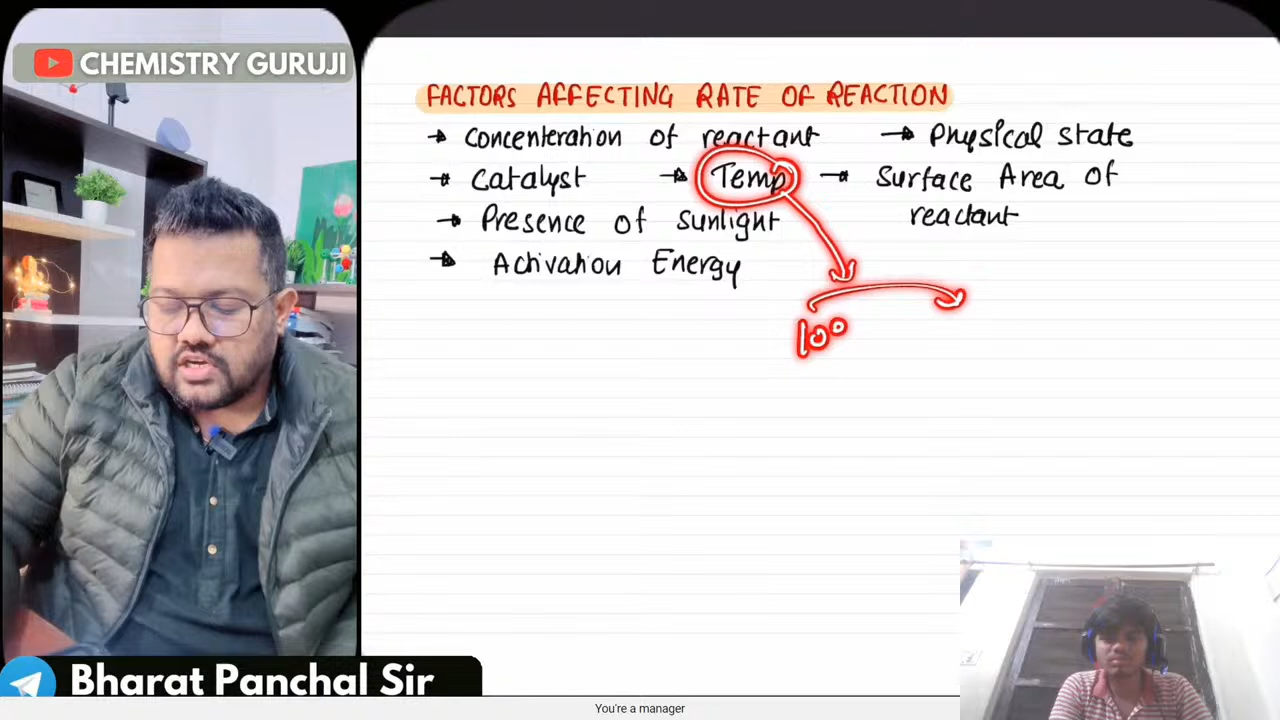 CHEMISTRY GURUJI
FACTORS AFFECTING RATE OF REACTION
→ Concenteration of reactant → Physical state
→ Catalyst → Temp → Surface Area of
reactant
→ Presence of sunlight
→ Activation Energy
10°
Bharat Panchal Sir
You're a manager